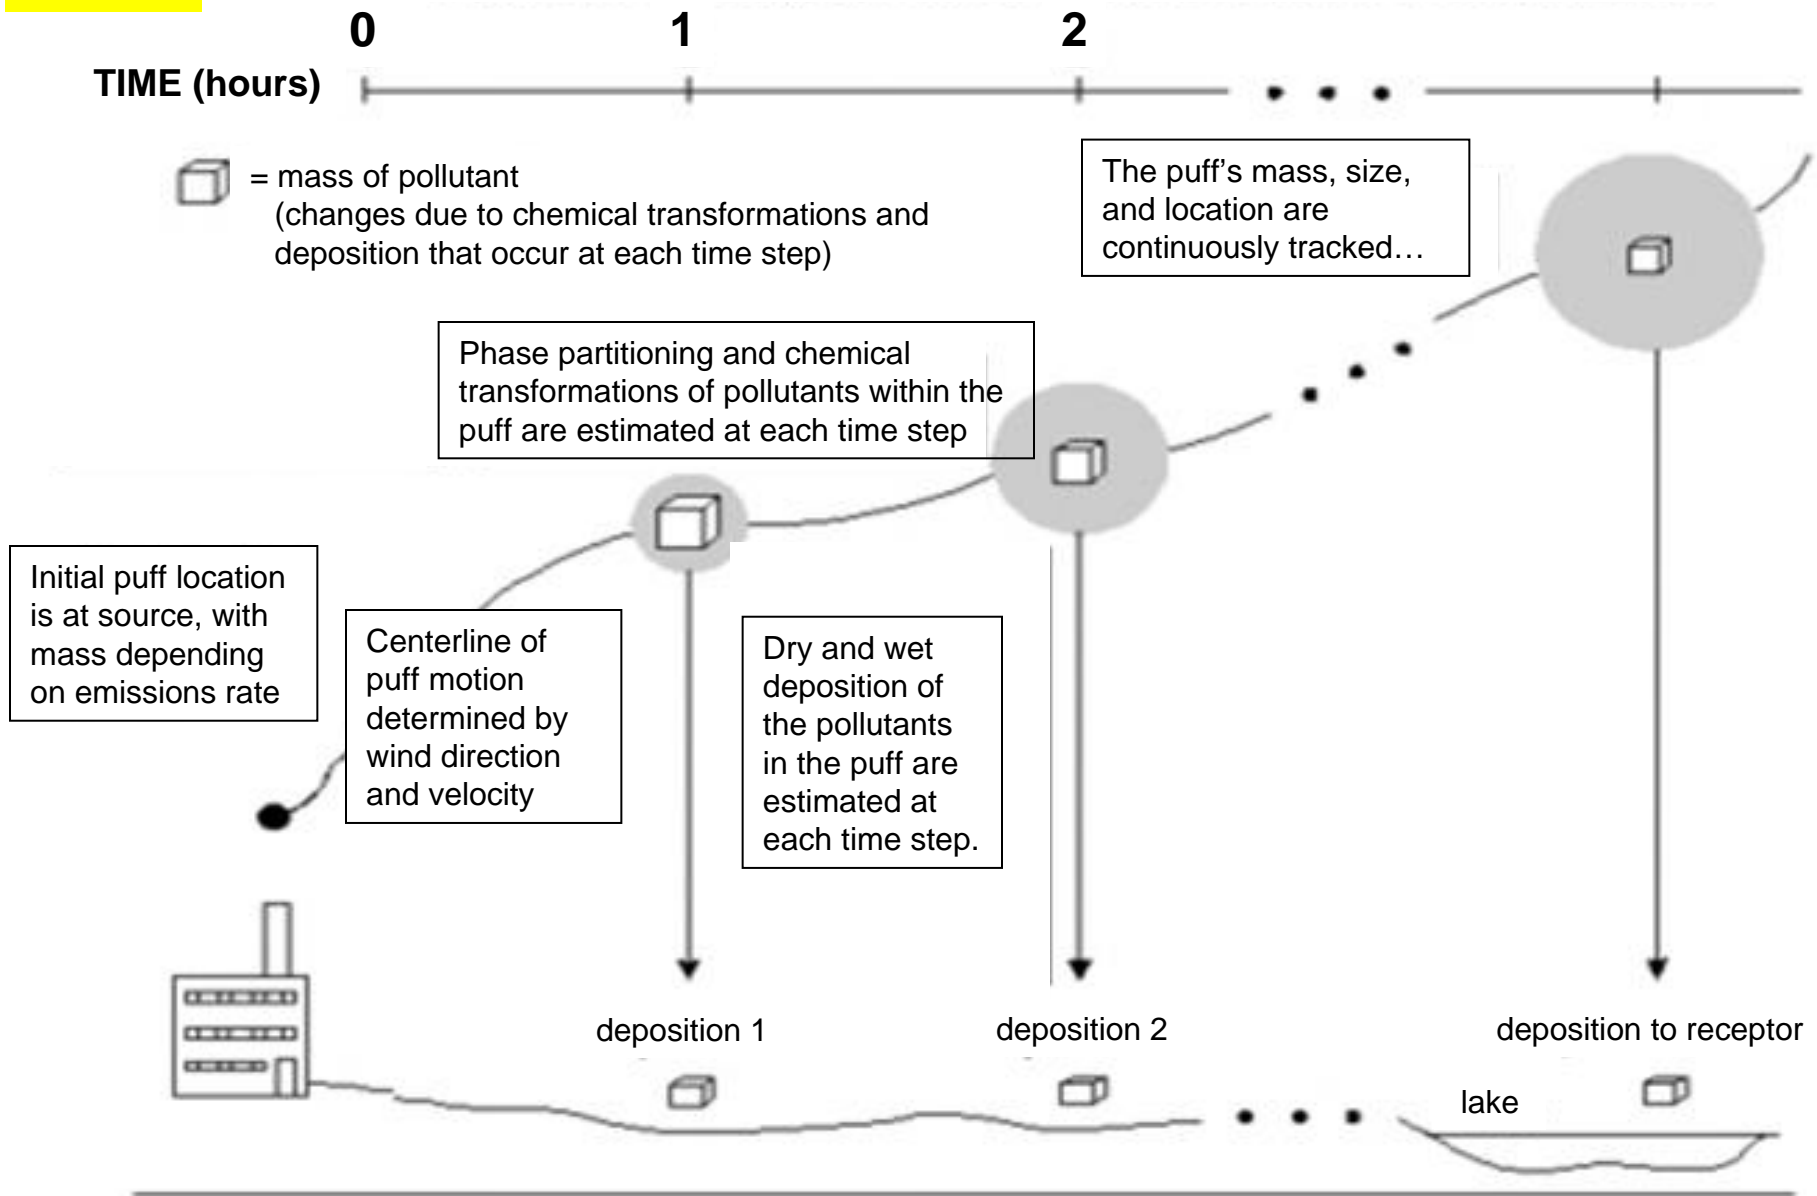 0 1 2
TIME (hours)
= mass of pollutant
(changes due to chemical transformations and
deposition that occur at each time step)
The puff’s mass, size,
and location are
continuously tracked…
Phase partitioning and chemical
transformations of pollutants within the
puff are estimated at each time step
Initial puff location
is at source, with
mass depending
on emissions rate
Centerline of
puff motion
determined by
wind direction
and velocity
Dry and wet
deposition of
the pollutants
in the puff are
estimated at
each time step.
deposition 1
deposition 2
deposition to receptor
lake